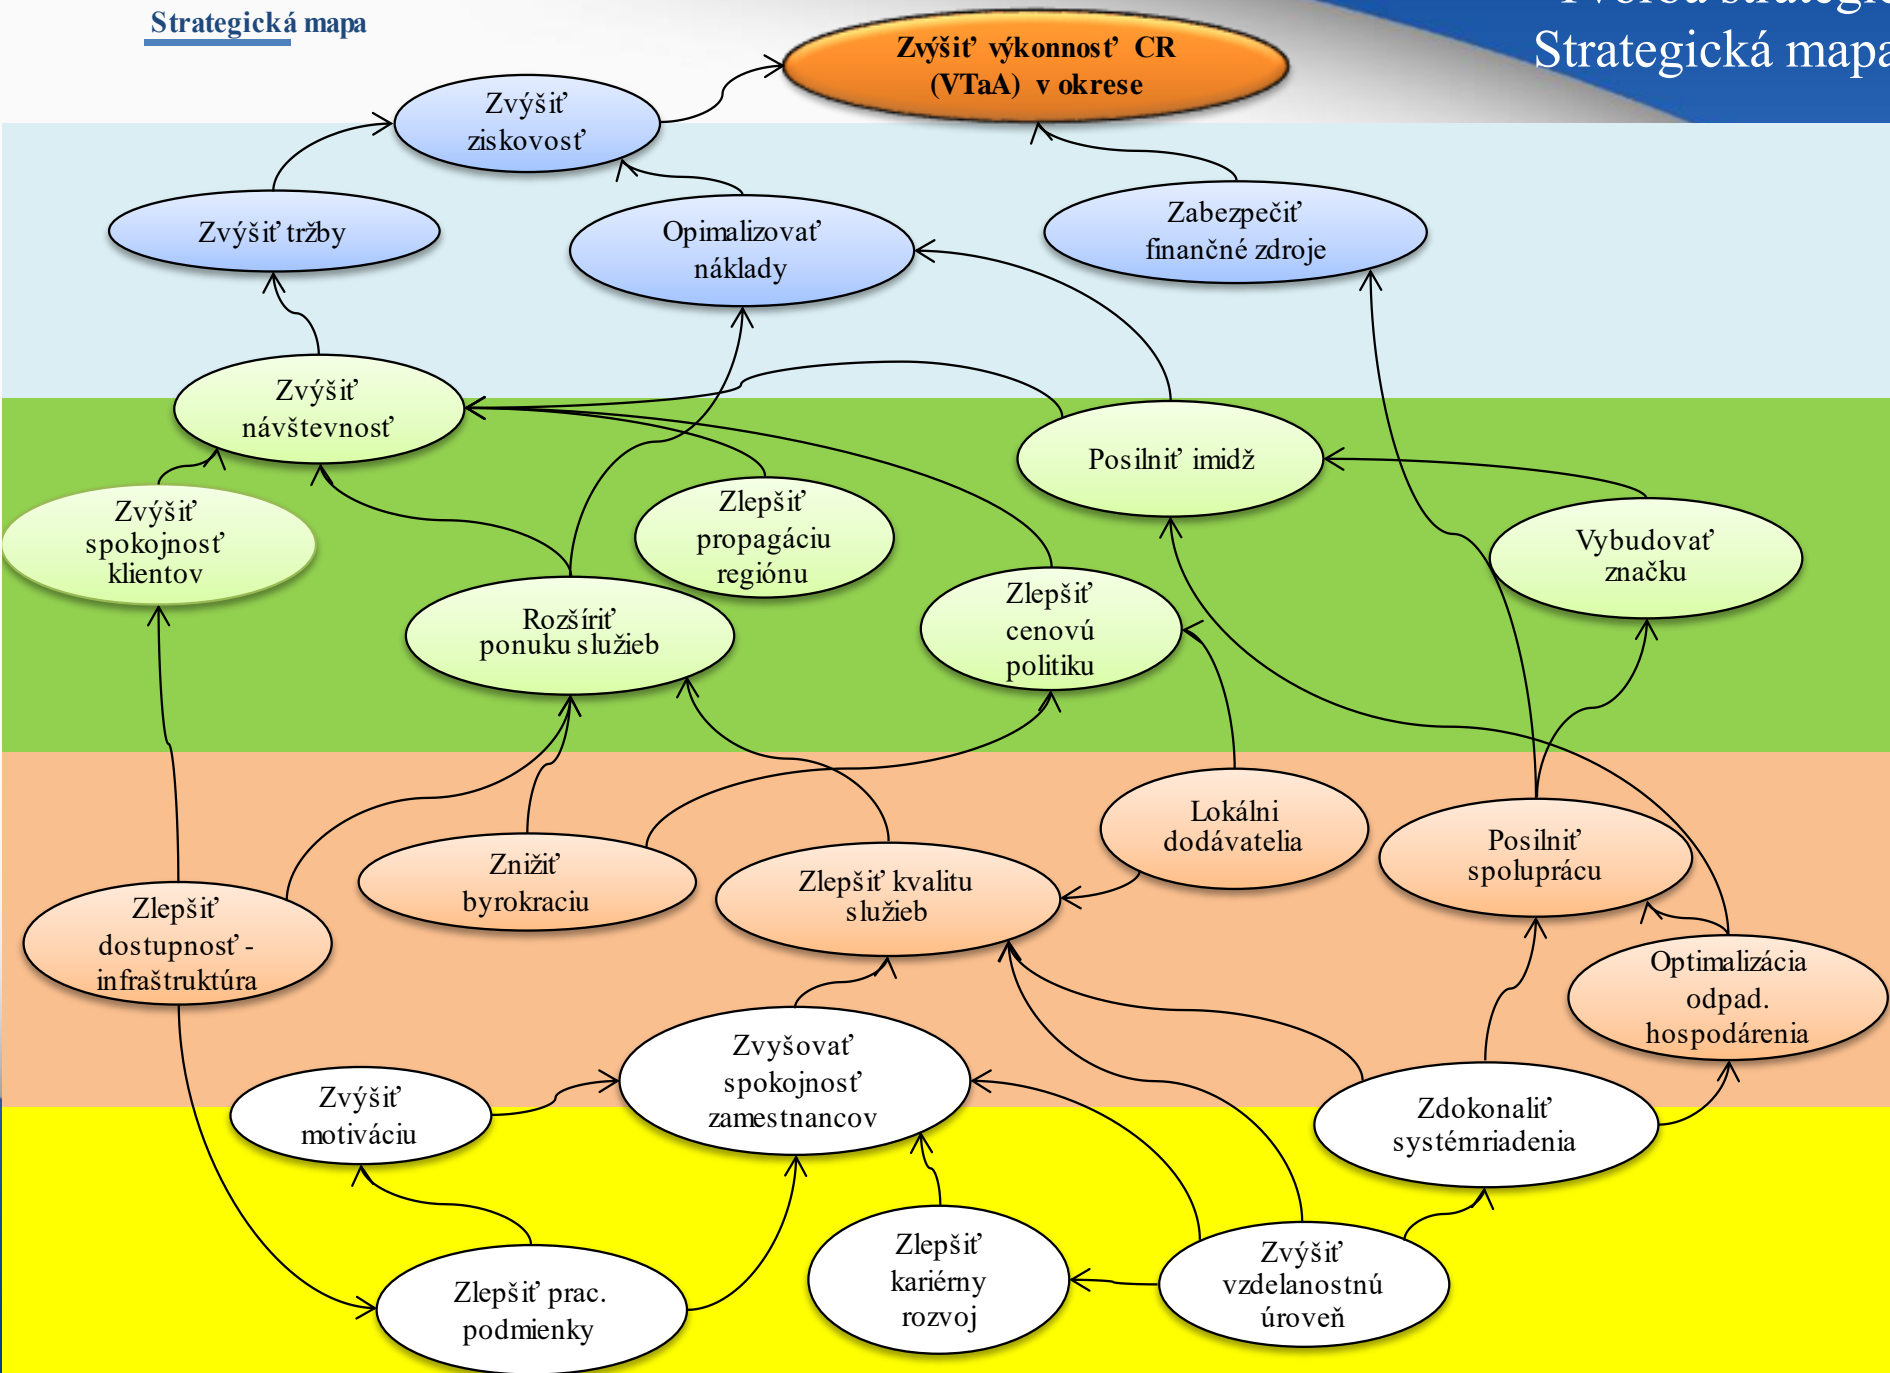 Strategická mapa
Strategická mapa
Zvýšiť výkonnosť CR
(VTaA) v okrese
Zvýšiť
ziskovosť
Zvýšiť tržby
Opimalizovať
náklady
Zabezpečiť
finančné zdroje
Zvýšiť
návštevnosť
Posilniť imidž
Zvýšiť
spokojnosť
klientov
Zlepšiť
propagáciu
regiónu
Vybudovať
značku
Rozšíriť
ponuku služieb
Zlepšiť
cenovú
politiku
Lokálni
dodávatelia
Posilniť
spoluprácu
Znižiť
byrokraciu
Zlepšiť kvalitu
služieb
Zlepšiť
dostupnosť -
infraštruktúra
Optimalizácia
odpad.
hospodárenia
Zvyšovať
spokojnosť
zamestnancov
Zvýšiť
motiváciu
Zdokonaliť
systémriadenia
Zlepšiť prac.
podmienky
Zlepšiť
kariérny
rozvoj
Zvýšiť
vzdelanostnú
úroveň